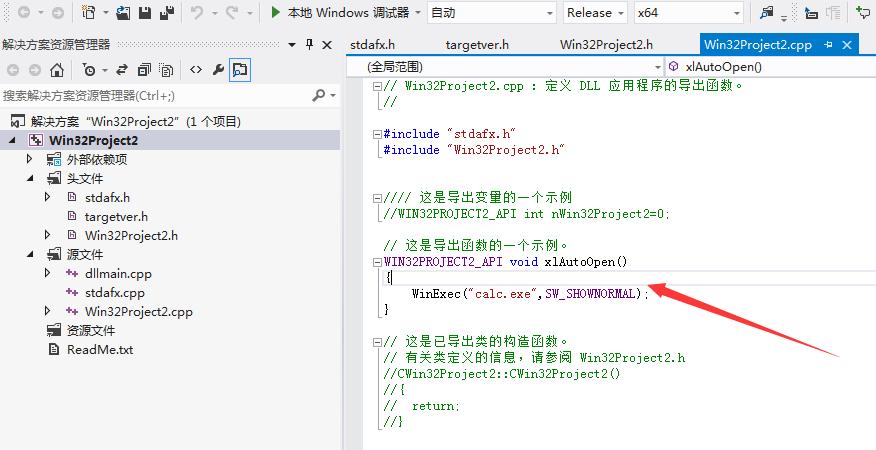 本地 Windows 调试器 自动 Release x64
解决方案资源管理器
搜索解决方案资源管理器(Ctrl+;)
解决方案 “Win32Project2” (1 个项目)
Win32Project2
外部依赖项
头文件
stdafx.h
targetver.h
Win32Project2.h
源文件
dllmain.cpp
stdafx.cpp
Win32Project2.cpp
资源文件
ReadMe.txt
stdafx.h targetver.h Win32Project2.h Win32Project2.cpp
(全局范围) xlAutoOpen()
// Win32Project2.cpp : 定义 DLL 应用程序的导出函数。
//
#include "stdafx.h"
#include "Win32Project2.h"
//// 这是导出变量的一个示例
//WIN32PROJECT2_API int nWin32Project2=0;
// 这是导出函数的一个示例。
WIN32PROJECT2_API void xlAutoOpen()
{
WinExec("calc.exe",SW_SHOWNORMAL);
}
// 这是已导出类的构造函数。
// 有关类定义的信息，请参阅 Win32Project2.h
//CWin32Project2::CWin32Project2()
//{
// return;
//}